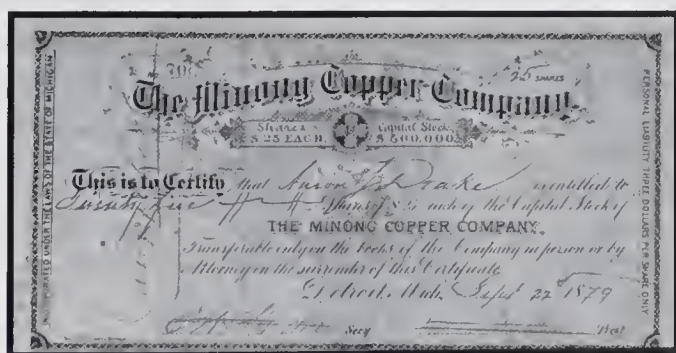 25 SHARES
The Minong Copper Company,
Shares $25 EACH. Capital Stock $500,000.
This is to Certify that Aaron Drake is entitled to
Twenty five Shares of $25 each of the Capital Stock of
THE MINONG COPPER COMPANY.
Transferable only on the books of the Company in person or by
Attorney on the surrender of this Certificate
Detroit, Mich. Sept 22 1879
Secy Prest
INCORPORATED UNDER THE LAWS OF THE STATE OF MICHIGAN
PERSONAL LIABILITY THREE DOLLARS PER SHARE ONLY